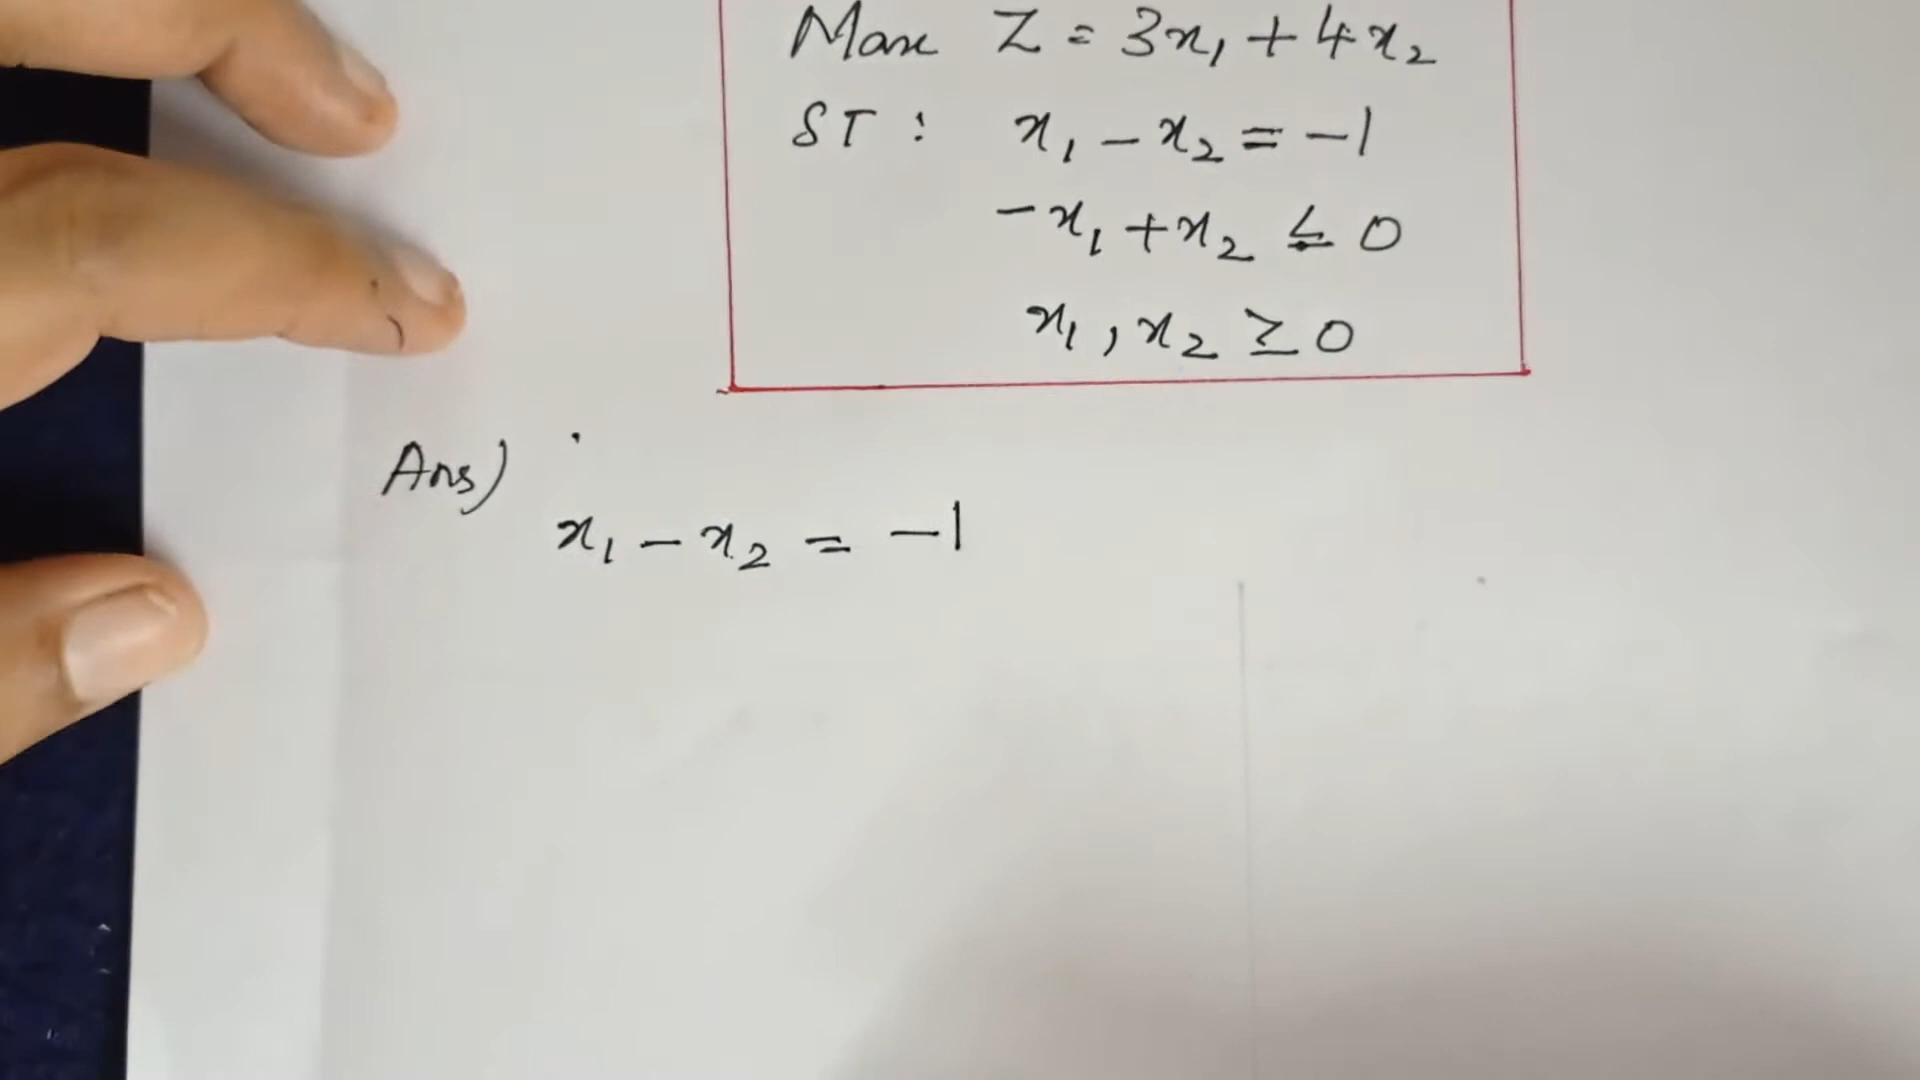 Max Z = 3x₁ + 4x₂
ST : x₁ - x₂ = -1
-x₁ + x₂ ≤ 0
x₁, x₂ ≥ 0
Ans)
x₁ - x₂ = -1